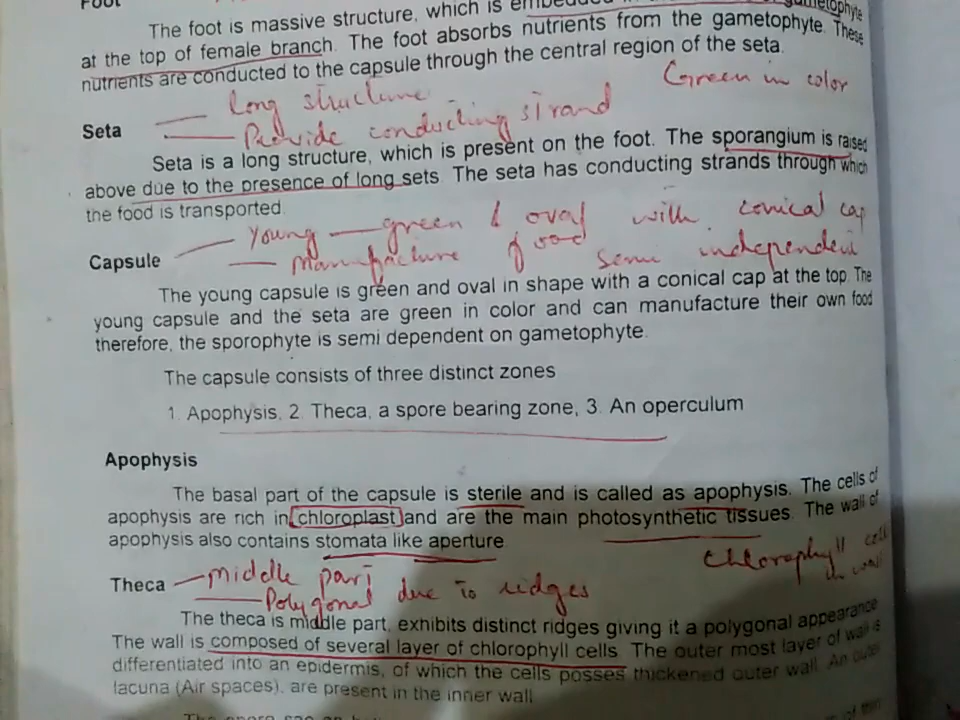 Foot
The foot is massive structure, which is embedded in the gametophyte
at the top of female branch. The foot absorbs nutrients from the gametophyte. These
nutrients are conducted to the capsule through the central region of the seta.
Green in color
Long structure
Seta
Provide conducting strand
Seta is a long structure, which is present on the foot. The sporangium is raised
above due to the presence of long sets. The seta has conducting strands through which
the food is transported.
Young — green & oval with conical cap
Capsule
manufacture food semi independent
The young capsule is green and oval in shape with a conical cap at the top. The
young capsule and the seta are green in color and can manufacture their own food
therefore, the sporophyte is semi dependent on gametophyte.
The capsule consists of three distinct zones
1. Apophysis, 2. Theca, a spore bearing zone, 3. An operculum
Apophysis
The basal part of the capsule is sterile and is called as apophysis. The cells of
apophysis are rich in chloroplast and are the main photosynthetic tissues. The wall of
apophysis also contains stomata like aperture.
Chlorophyll cell
Theca — middle part
Polygonal due to ridges
The theca is middle part, exhibits distinct ridges giving it a polygonal appearance
The wall is composed of several layer of chlorophyll cells. The outer most layer of wall is
differentiated into an epidermis, of which the cells posses thickened outer wall. An outer
lacuna (Air spaces), are present in the inner wall.